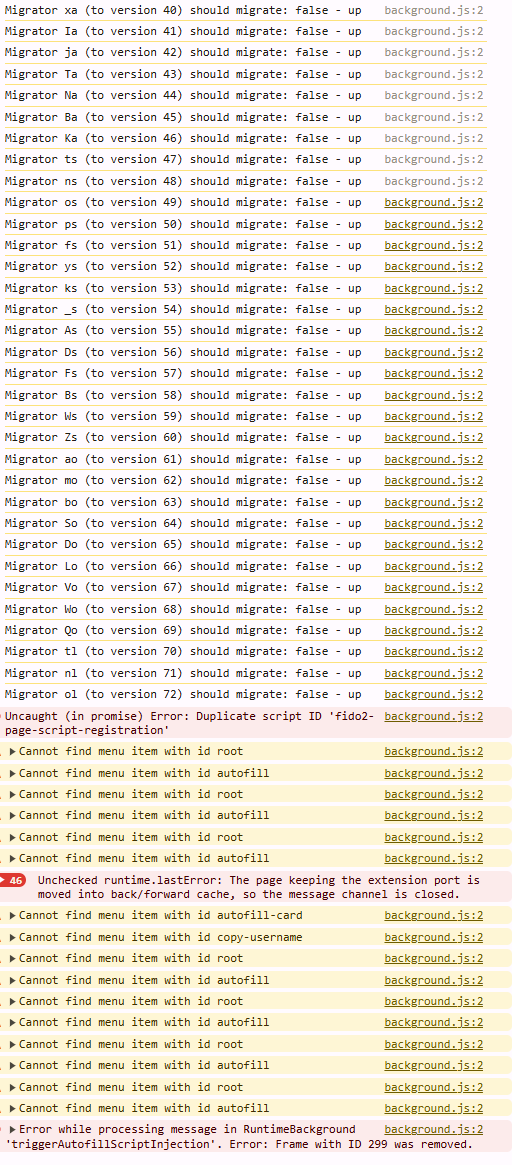 Migrator xa (to version 40) should migrate: false - up background.js:2
Migrator Ia (to version 41) should migrate: false - up background.js:2
Migrator ja (to version 42) should migrate: false - up background.js:2
Migrator Ta (to version 43) should migrate: false - up background.js:2
Migrator Na (to version 44) should migrate: false - up background.js:2
Migrator Ba (to version 45) should migrate: false - up background.js:2
Migrator Ka (to version 46) should migrate: false - up background.js:2
Migrator ts (to version 47) should migrate: false - up background.js:2
Migrator ns (to version 48) should migrate: false - up background.js:2
Migrator os (to version 49) should migrate: false - up background.js:2
Migrator ps (to version 50) should migrate: false - up background.js:2
Migrator fs (to version 51) should migrate: false - up background.js:2
Migrator ys (to version 52) should migrate: false - up background.js:2
Migrator ks (to version 53) should migrate: false - up background.js:2
Migrator _s (to version 54) should migrate: false - up background.js:2
Migrator As (to version 55) should migrate: false - up background.js:2
Migrator Ds (to version 56) should migrate: false - up background.js:2
Migrator Fs (to version 57) should migrate: false - up background.js:2
Migrator Bs (to version 58) should migrate: false - up background.js:2
Migrator Ws (to version 59) should migrate: false - up background.js:2
Migrator Zs (to version 60) should migrate: false - up background.js:2
Migrator ao (to version 61) should migrate: false - up background.js:2
Migrator mo (to version 62) should migrate: false - up background.js:2
Migrator bo (to version 63) should migrate: false - up background.js:2
Migrator So (to version 64) should migrate: false - up background.js:2
Migrator Do (to version 65) should migrate: false - up background.js:2
Migrator Lo (to version 66) should migrate: false - up background.js:2
Migrator Vo (to version 67) should migrate: false - up background.js:2
Migrator Wo (to version 68) should migrate: false - up background.js:2
Migrator Qo (to version 69) should migrate: false - up background.js:2
Migrator tl (to version 70) should migrate: false - up background.js:2
Migrator nl (to version 71) should migrate: false - up background.js:2
Migrator ol (to version 72) should migrate: false - up background.js:2
Uncaught (in promise) Error: Duplicate script ID 'fido2- background.js:2
page-script-registration'
Cannot find menu item with id root background.js:2
Cannot find menu item with id autofill background.js:2
Cannot find menu item with id root background.js:2
Cannot find menu item with id autofill background.js:2
Cannot find menu item with id root background.js:2
Cannot find menu item with id autofill background.js:2
46 Unchecked runtime.lastError: The page keeping the extension port is
moved into back/forward cache, so the message channel is closed.
Cannot find menu item with id autofill-card background.js:2
Cannot find menu item with id copy-username background.js:2
Cannot find menu item with id root background.js:2
Cannot find menu item with id autofill background.js:2
Cannot find menu item with id root background.js:2
Cannot find menu item with id autofill background.js:2
Cannot find menu item with id root background.js:2
Cannot find menu item with id autofill background.js:2
Cannot find menu item with id root background.js:2
Cannot find menu item with id autofill background.js:2
Error while processing message in RuntimeBackground background.js:2
'triggerAutofillScriptInjection'. Error: Frame with ID 299 was removed.